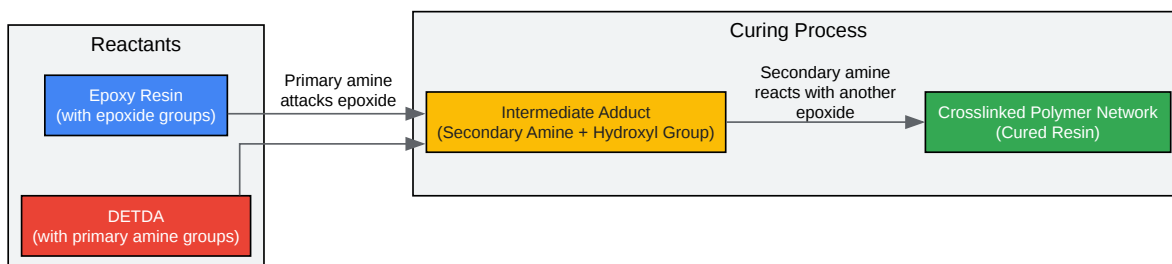 Reactants
Epoxy Resin
(with epoxide groups)
DETDA
(with primary amine groups)
Primary amine
attacks epoxide
Curing Process
Intermediate Adduct
(Secondary Amine + Hydroxyl Group)
Secondary amine
reacts with another
epoxide
Crosslinked Polymer Network
(Cured Resin)